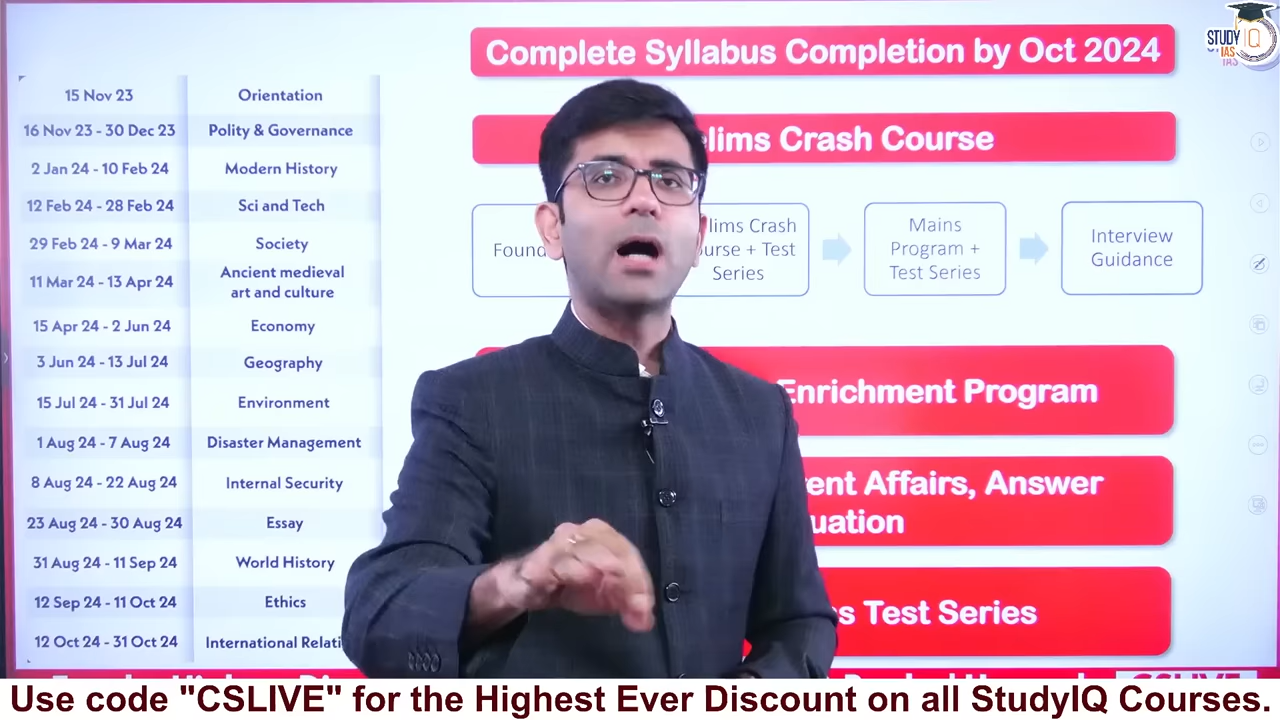 STUDY IQ
IAS
Complete Syllabus Completion by Oct 2024
15 Nov 23 Orientation
16 Nov 23 - 30 Dec 23 Polity & Governance
2 Jan 24 - 10 Feb 24 Modern History
12 Feb 24 - 28 Feb 24 Sci and Tech
29 Feb 24 - 9 Mar 24 Society
11 Mar 24 - 13 Apr 24 Ancient medieval
art and culture
15 Apr 24 - 2 Jun 24 Economy
3 Jun 24 - 13 Jul 24 Geography
15 Jul 24 - 31 Jul 24 Environment
1 Aug 24 - 7 Aug 24 Disaster Management
8 Aug 24 - 22 Aug 24 Internal Security
23 Aug 24 - 30 Aug 24 Essay
31 Aug 24 - 11 Sep 24 World History
12 Sep 24 - 11 Oct 24 Ethics
12 Oct 24 - 31 Oct 24 International Relati
elims Crash Course
Found
lims Crash
urse + Test
Series
Mains
Program +
Test Series
Interview
Guidance
Enrichment Program
ent Affairs, Answer
uation
ss Test Series
Use code "CSLIVE" for the Highest Ever Discount on all StudyIQ Courses.